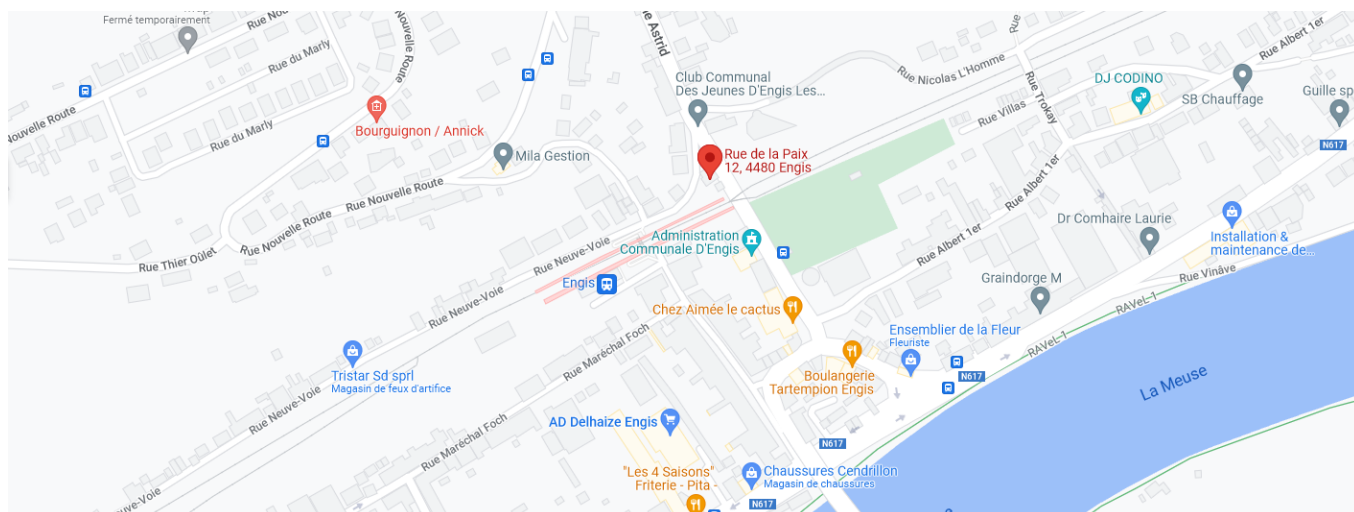 Fermé temporairement
Rue du Marly
Nouvelle Route
Nouvelle Route
Rue du Marly
Bourguignon / Annick
Mila Gestion
Rue Nouvelle Route
Rue Nouvelle Route
Rue Thier Oûlet
Astrid
Club Communal
Des Jeunes D'Engis Les...
Rue de la Paix
12, 4480 Engis
Rue Nicolas L'Homme
Rue Villas
Rue Trokay
DJ CODINO
Rue Albert 1er
SB Chauffage
Guille sp
N617
Rue Albert 1er
Rue Albert 1er
Dr Comhaire Laurie
Installation &
maintenance de...
Rue Vinâve
Graindorge M
RAVeL 1
RAVeL 1
La Meuse
Administration
Communale D'Engis
Rue Neuve-Voie
Engis
Chez Aimée le cactus
Ensemblier de la Fleur
Fleuriste
Rue Neuve-Voie
Rue Maréchal Foch
Boulangerie
Tartempion Engis
N617
Tristar Sd sprl
Magasin de feux d'artifice
Rue Neuve-Voie
Rue Maréchal Foch
AD Delhaize Engis
N617
"Les 4 Saisons"
Friterie - Pita -
Chaussures Cendrillon
Magasin de chaussures
N617